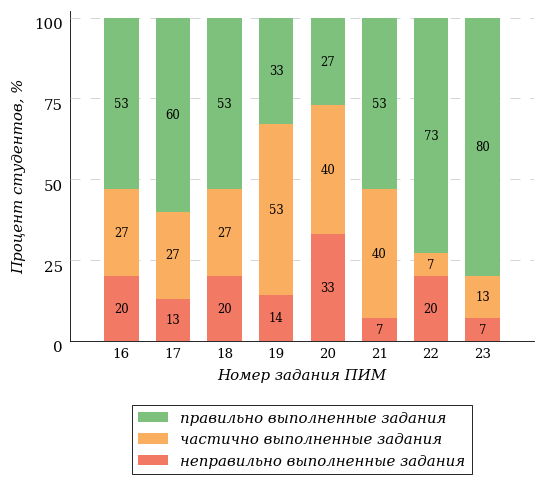 100
75
50
25
0
Процент студентов, %
53 60 53 33 27 53 73 80
27 27 27 53 40 40 7 13
20 13 20 14 33 7 20 7
16 17 18 19 20 21 22 23
Номер задания ПИМ
правильно выполненные задания
частично выполненные задания
неправильно выполненные задания